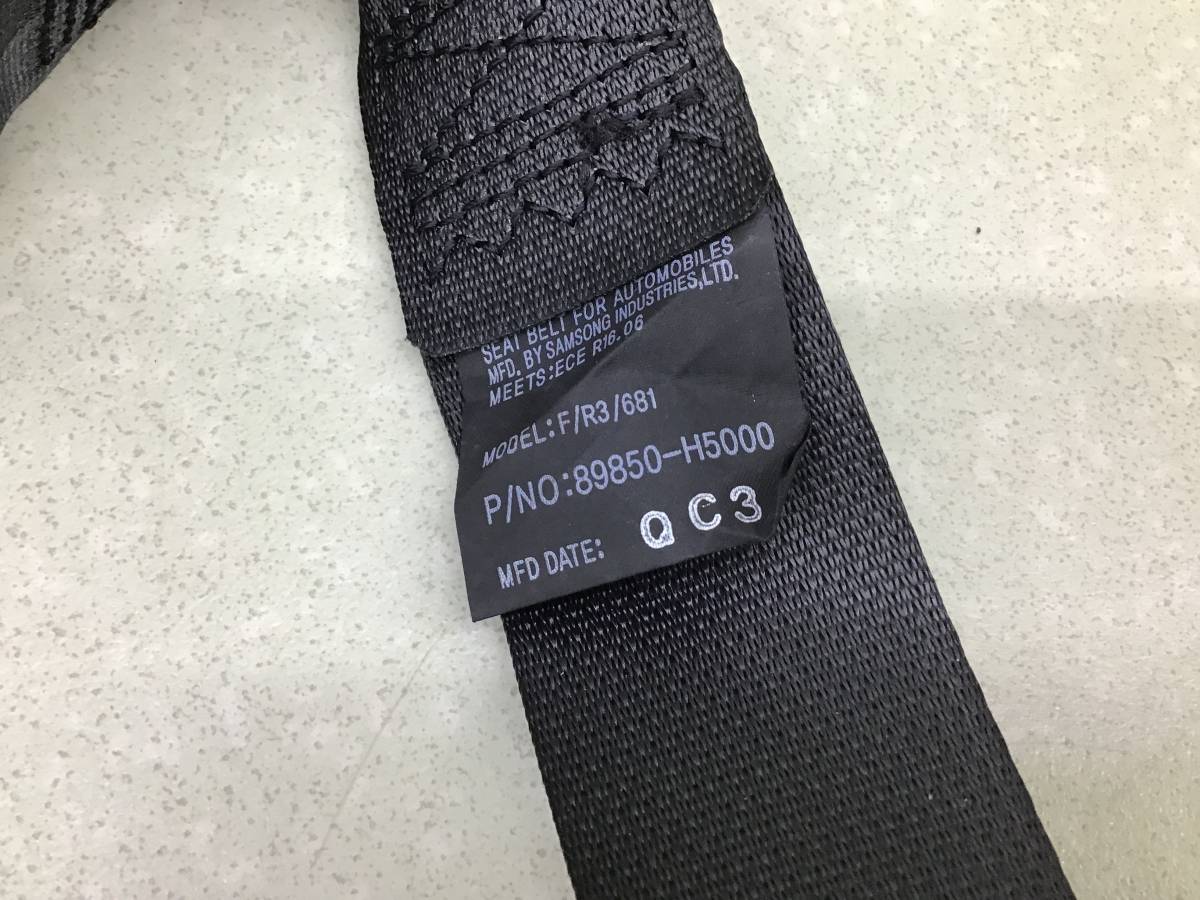 SEAT BELT FOR AUTOMOBILES
MFD. BY SAMSONG INDUSTRIES,LTD.
MEETS:ECE R16.06
MODEL:F/R3/681
P/NO:89850-H5000
MFD DATE: QC3